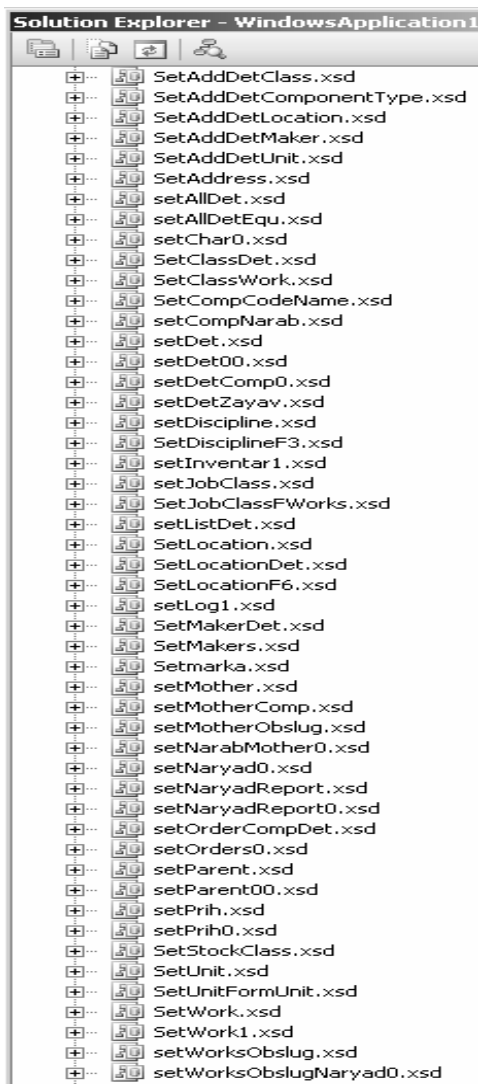 Solution Explorer - WindowsApplication1
SetAddDetClass.xsd
SetAddDetComponentType.xsd
SetAddDetLocation.xsd
SetAddDetMaker.xsd
SetAddDetUnit.xsd
SetAddress.xsd
setAllDet.xsd
setAllDetEqu.xsd
setChar0.xsd
SetClassDet.xsd
SetClassWork.xsd
SetCompCodeName.xsd
setCompNarab.xsd
setDet.xsd
setDet00.xsd
setDetComp0.xsd
setDetZayav.xsd
setDiscipline.xsd
SetDisciplineF3.xsd
setInventar1.xsd
setJobClass.xsd
SetJobClassFWorks.xsd
setListDet.xsd
SetLocation.xsd
SetLocationDet.xsd
SetLocationF6.xsd
setLog1.xsd
SetMakerDet.xsd
SetMakers.xsd
Setmarka.xsd
setMother.xsd
setMotherComp.xsd
setMotherObslug.xsd
setNarabMother0.xsd
setNaryad0.xsd
setNaryadReport.xsd
setNaryadReport0.xsd
setOrderCompDet.xsd
setOrders0.xsd
setParent.xsd
setParent00.xsd
setPrih.xsd
setPrih0.xsd
SetStockClass.xsd
SetUnit.xsd
SetUnitFormUnit.xsd
SetWork.xsd
SetWork1.xsd
setWorksObslug.xsd
setWorksObslugNaryad0.xsd